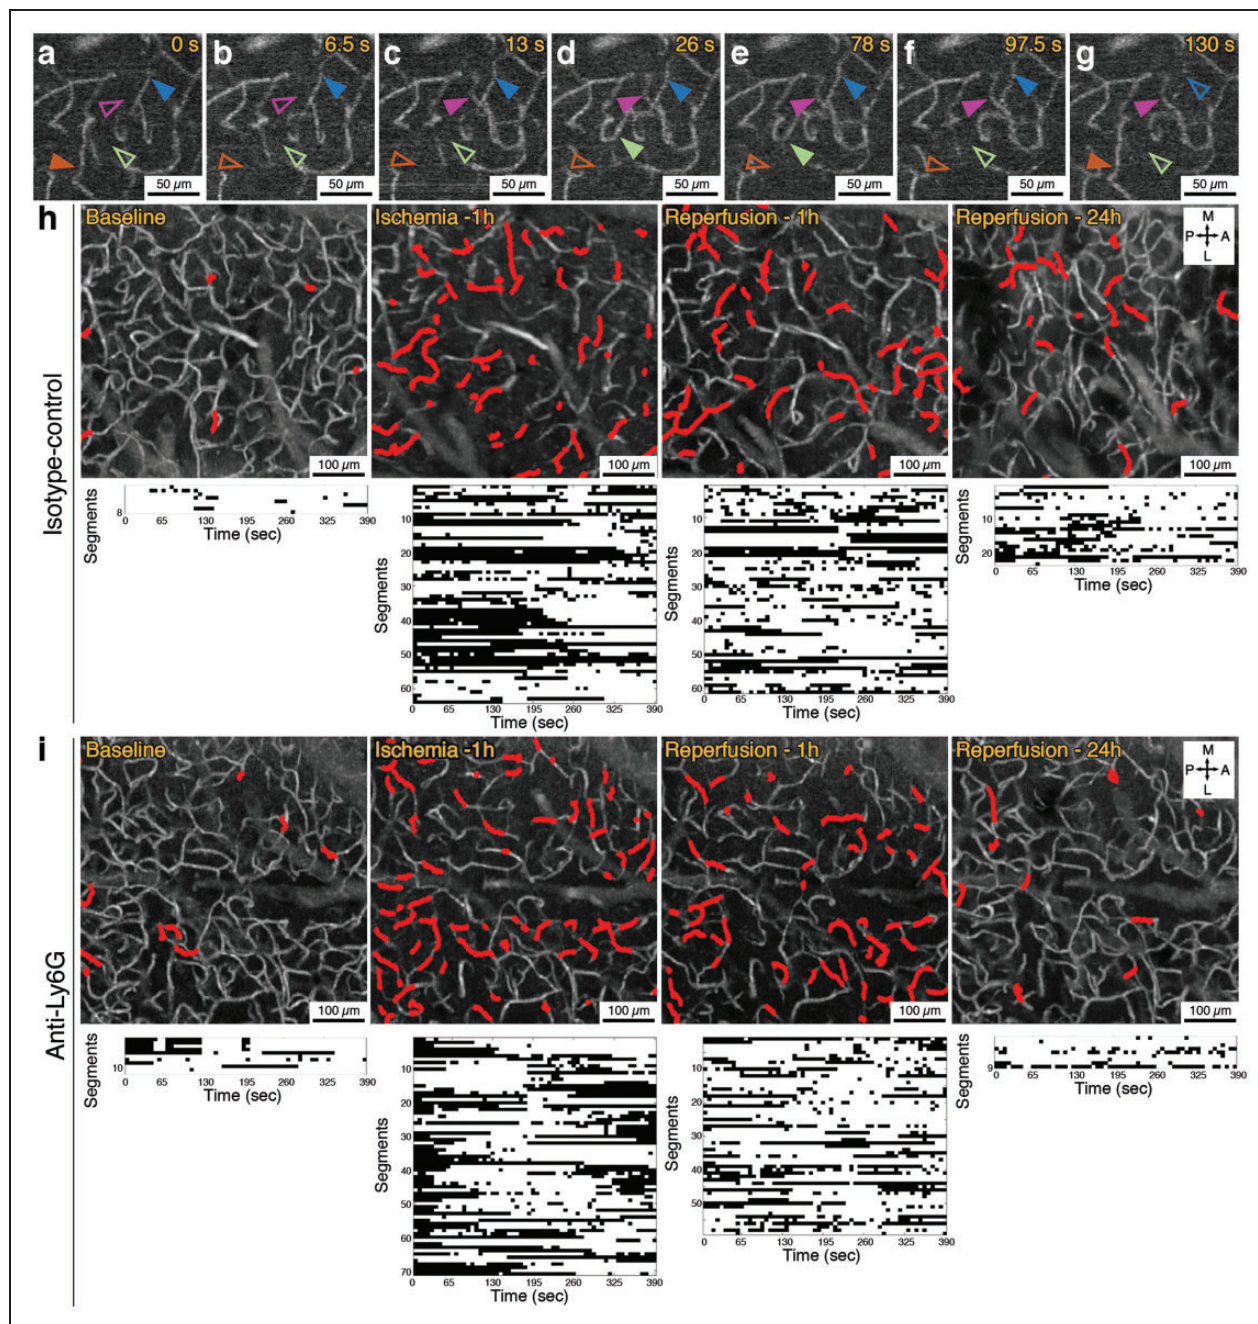 a 0 s b 6.5 s c 13 s d 26 s e 78 s f 97.5 s g 130 s
50 µm 50 µm 50 µm 50 µm 50 µm 50 µm 50 µm
h Baseline Ischemia -1h Reperfusion - 1h Reperfusion - 24h
M
P A
L
Isotype-control
100 µm 100 µm 100 µm 100 µm
Segments
8
0 65 130 195 260 325 390
Time (sec)
Segments
10
20
30
40
50
60
0 65 130 195 260 325 390
Time (sec)
Segments
10
20
30
40
50
60
0 65 130 195 260 325 390
Time (sec)
Segments
10
20
0 65 130 195 260 325 390
Time (sec)
i Baseline Ischemia -1h Reperfusion - 1h Reperfusion - 24h
M
P A
L
Anti-Ly6G
100 µm 100 µm 100 µm 100 µm
Segments
10
0 65 130 195 260 325 390
Time (sec)
Segments
10
20
30
40
50
60
70
0 65 130 195 260 325 390
Time (sec)
Segments
10
20
30
40
50
0 65 130 195 260 325 390
Time (sec)
Segments
9
0 65 130 195 260 325 390
Time (sec)